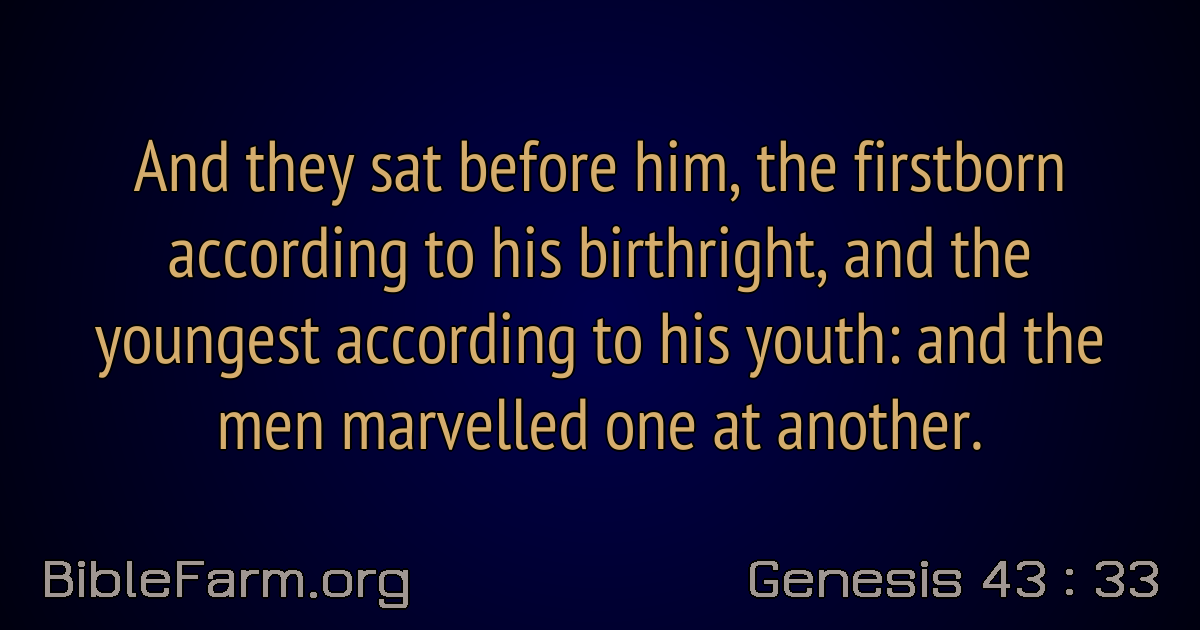 And they sat before him, the firstborn
according to his birthright, and the
youngest according to his youth: and the
men marvelled one at another.
BibleFarm.org
Genesis 43 : 33